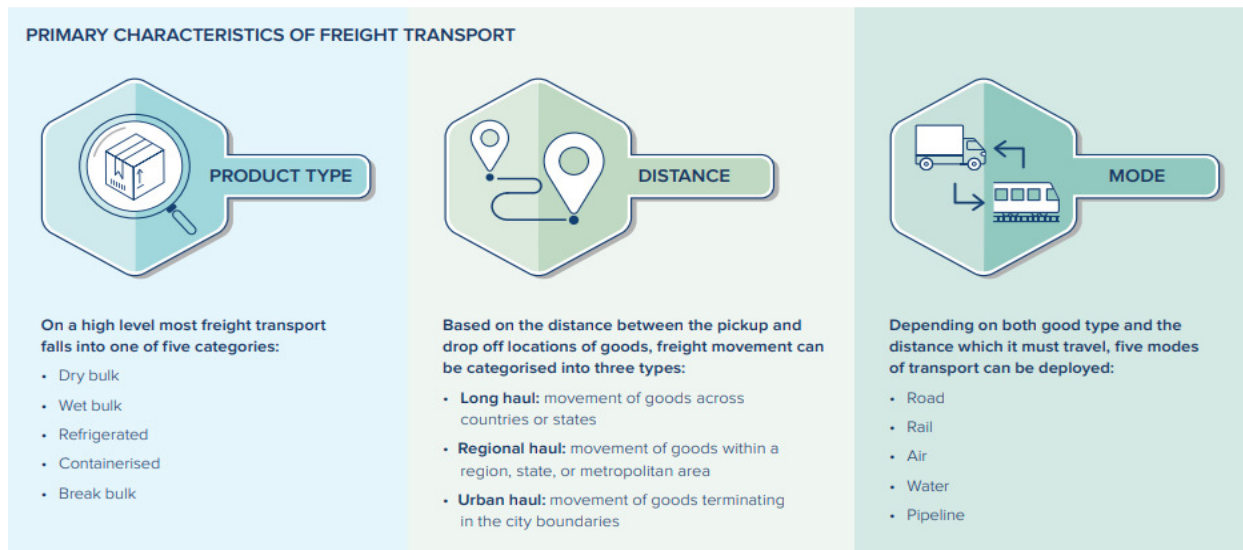 PRIMARY CHARACTERISTICS OF FREIGHT TRANSPORT
PRODUCT TYPE
On a high level most freight transport
falls into one of five categories:
• Dry bulk
• Wet bulk
• Refrigerated
• Containerised
• Break bulk
DISTANCE
Based on the distance between the pickup and
drop off locations of goods, freight movement can
be categorised into three types:
• Long haul: movement of goods across
countries or states
• Regional haul: movement of goods within a
region, state, or metropolitan area
• Urban haul: movement of goods terminating
in the city boundaries
MODE
Depending on both good type and the
distance which it must travel, five modes
of transport can be deployed:
• Road
• Rail
• Air
• Water
• Pipeline